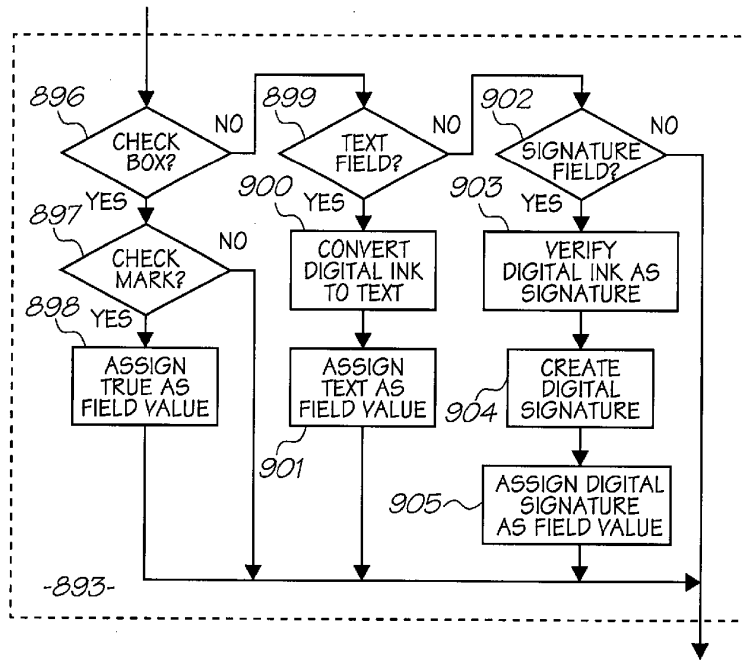 896
CHECK
BOX?
NO
YES
897
CHECK
MARK?
NO
YES
898
ASSIGN
TRUE AS
FIELD VALUE
899
TEXT
FIELD?
NO
YES
900
CONVERT
DIGITAL INK
TO TEXT
ASSIGN
TEXT AS
FIELD VALUE
901
902
SIGNATURE
FIELD?
NO
YES
903
VERIFY
DIGITAL INK AS
SIGNATURE
CREATE
DIGITAL
SIGNATURE
904
ASSIGN DIGITAL
SIGNATURE
AS FIELD VALUE
905
-893-